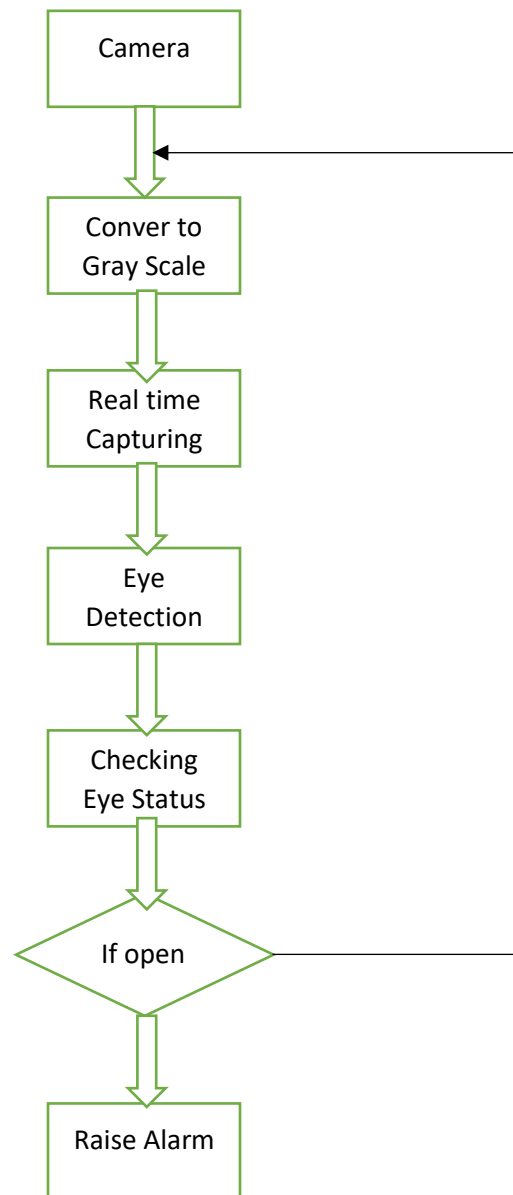 Camera
Conver to
Gray Scale
Real time
Capturing
Eye
Detection
Checking
Eye Status
If open
Raise Alarm